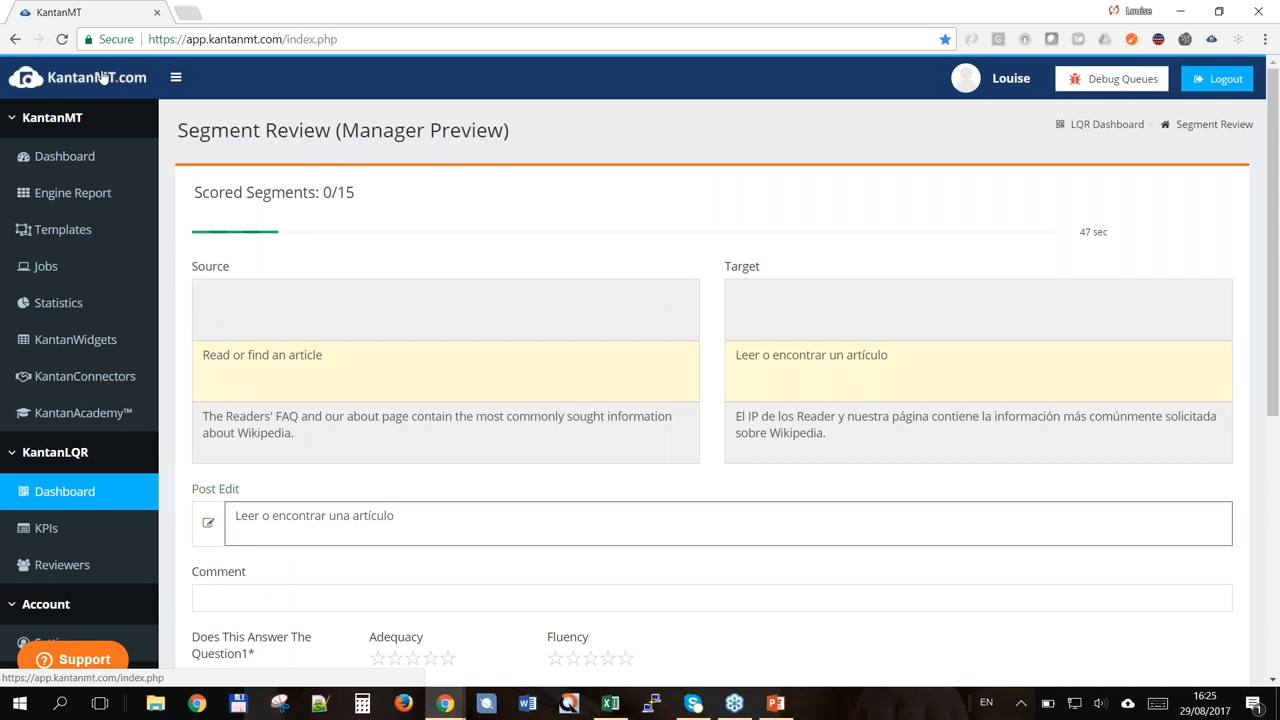 KantanMT
Louise
Secure
https://app.kantanmt.com/index.php
KantanMT.com
Louise
Debug Queues
Logout
KantanMT
Dashboard
Engine Report
Templates
Jobs
Statistics
KantanWidgets
KantanConnectors
KantanAcademy™
KantanLQR
Dashboard
KPIs
Reviewers
Account
Support
https://app.kantanmt.com/index.php
Segment Review (Manager Preview)
LQR Dashboard
Segment Review
Scored Segments: 0/15
47 sec
Source
Target
Read or find an article
Leer o encontrar un artículo
The Readers' FAQ and our about page contain the most commonly sought information
about Wikipedia.
El IP de los Reader y nuestra página contiene la información más comúnmente solicitada
sobre Wikipedia.
Post Edit
Leer o encontrar una artículo
Comment
Does This Answer The
Question1*
Adequacy
Fluency
EN
16:25
29/08/2017